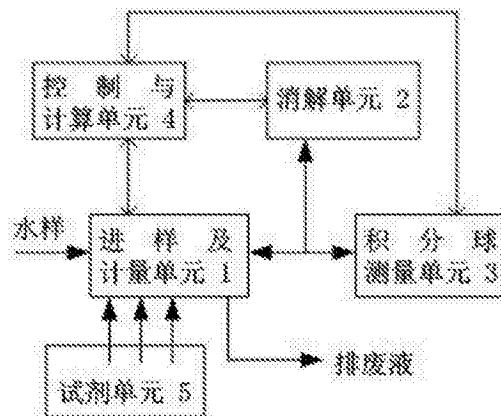 控制与
计算单元 4
消解单元 2
水样
进样及
计量单元 1
积分球
测量单元 3
试剂单元 5
排废液